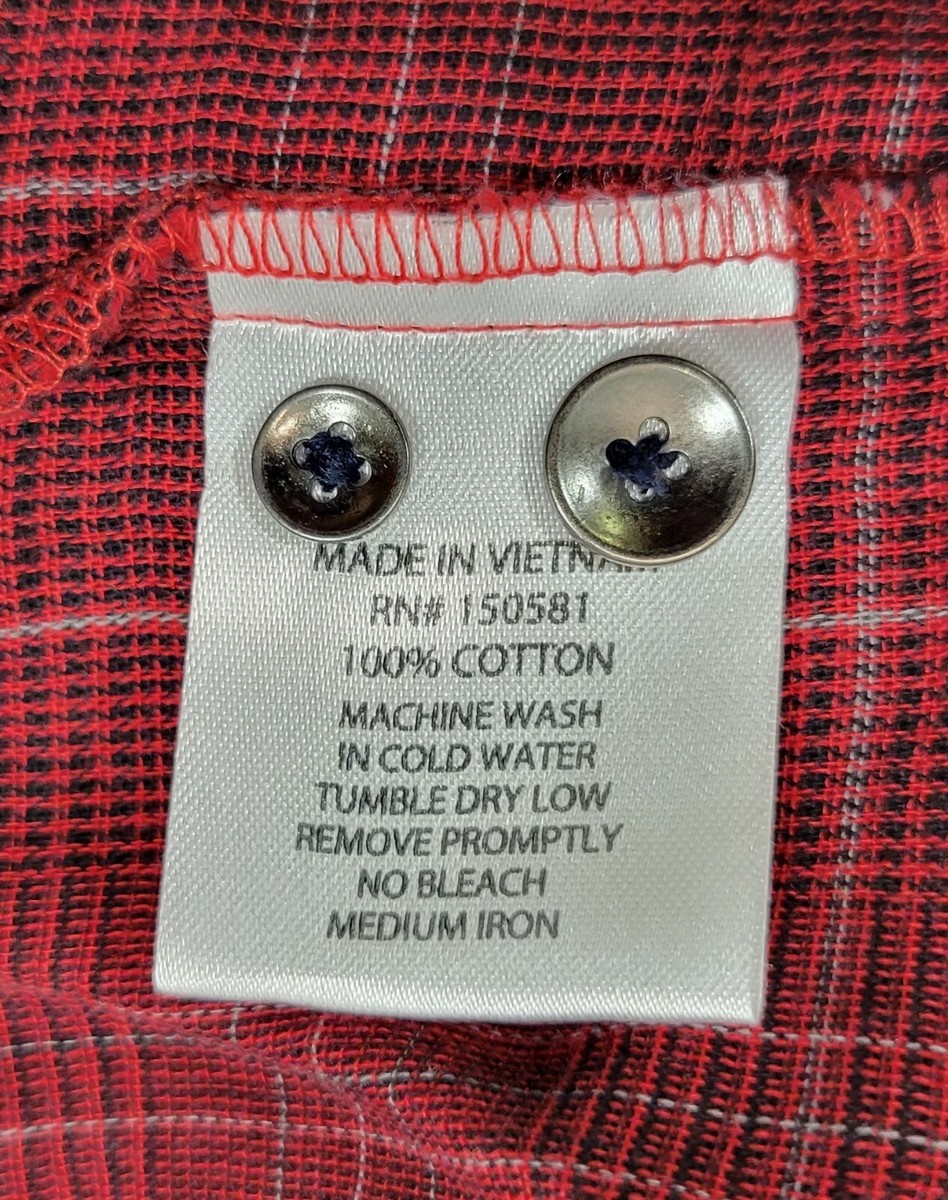 MADE IN VIETNAM
RN# 150581
100% COTTON
MACHINE WASH
IN COLD WATER
TUMBLE DRY LOW
REMOVE PROMPTLY
NO BLEACH
MEDIUM IRON